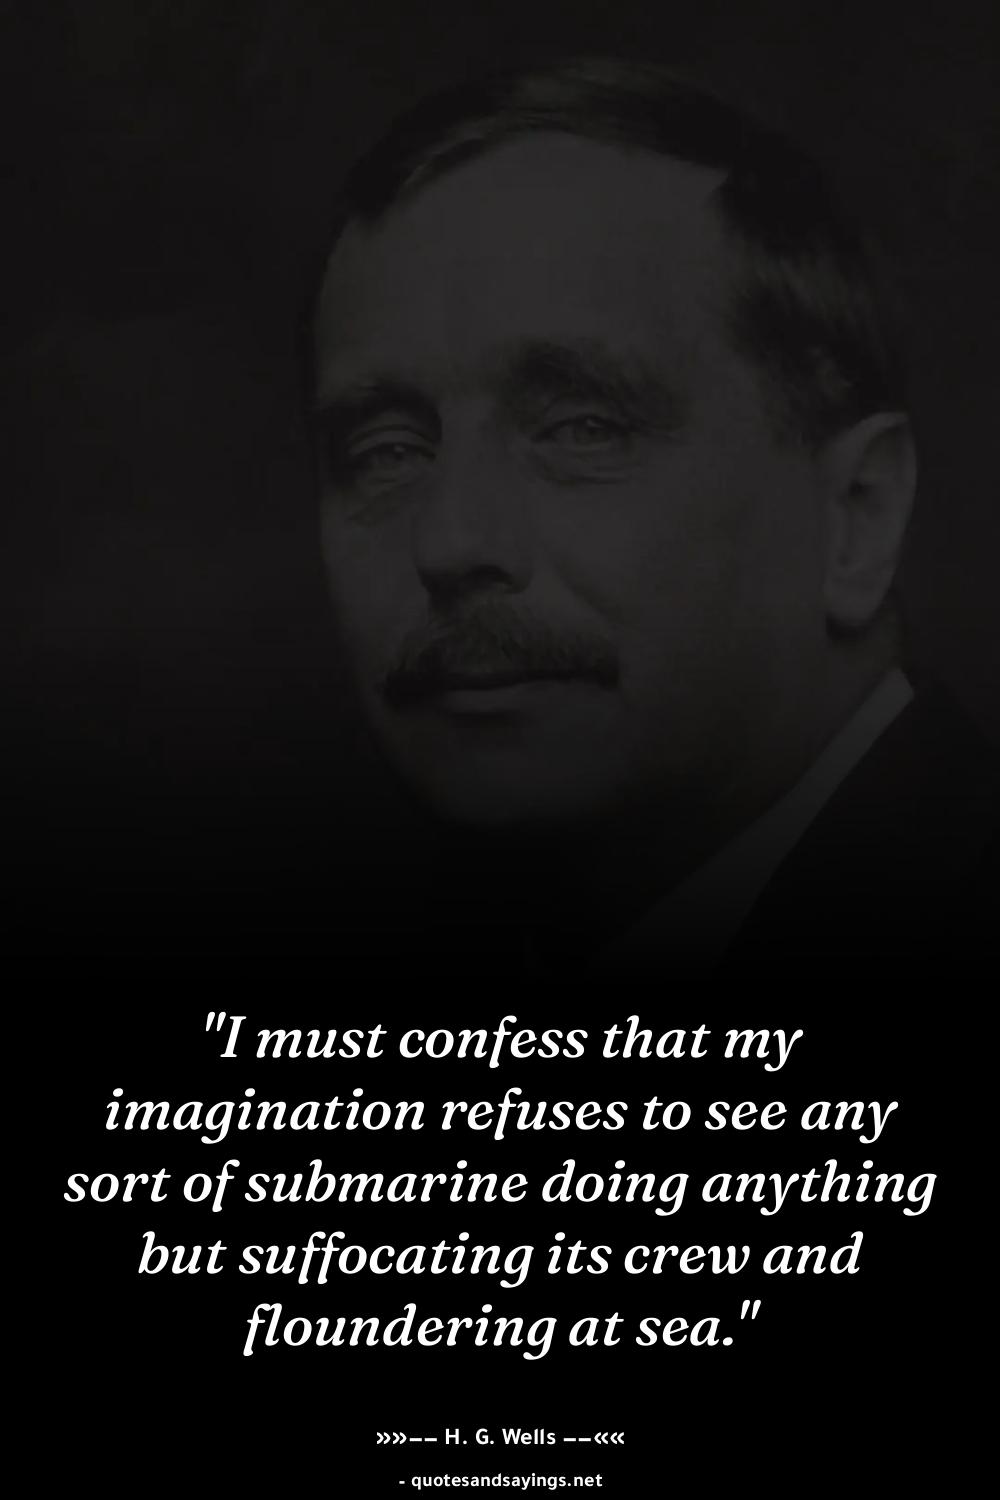 "I must confess that my
imagination refuses to see any
sort of submarine doing anything
but suffocating its crew and
floundering at sea."
»»–– H. G. Wells ––««
- quotesandsayings.net